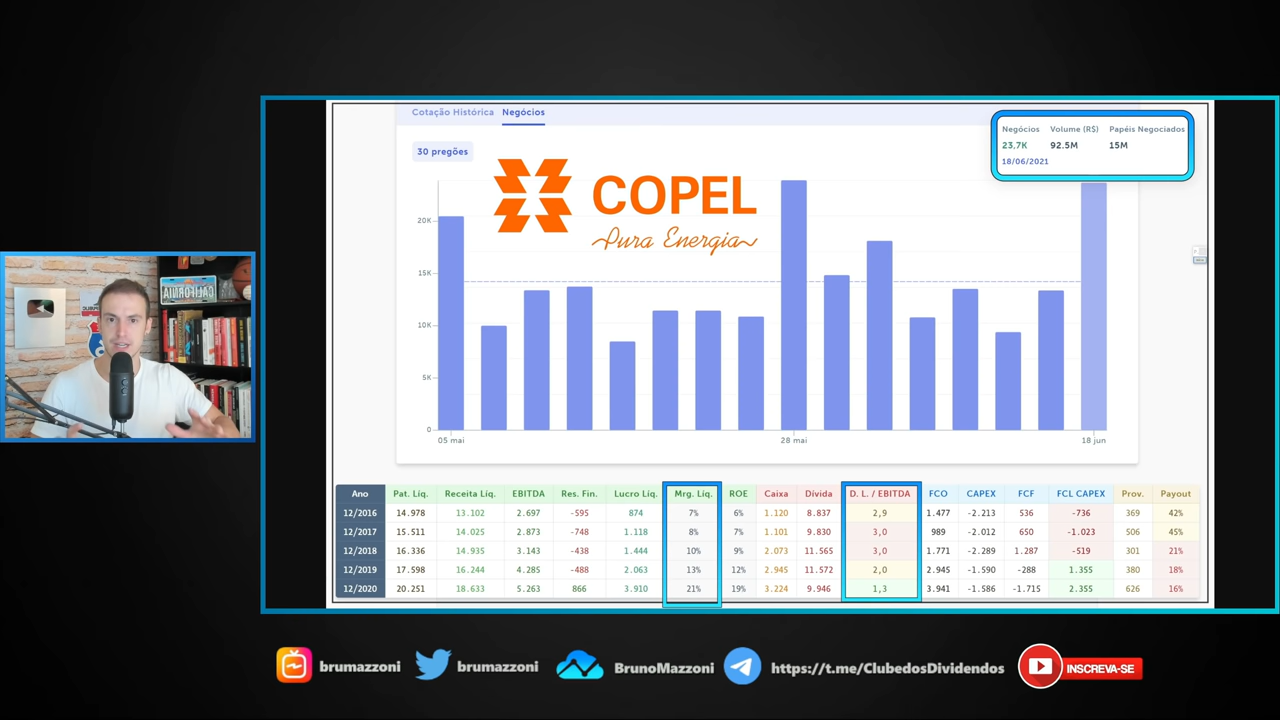 Cotação Histórica Negócios
30 pregões
Negócios Volume (R$) Papéis Negociados
23,7K 92.5M 15M
18/06/2021
COPEL
Pura Energia
20K
15K
10K
5K
0
05 mai 28 mai 18 jun
CALIFORNIA
Ano Pat. Líq. Receita Líq. EBITDA Res. Fin. Lucro Líq. Mrg. Líq. ROE Caixa Dívida D. L. / EBITDA FCO CAPEX FCF FCL CAPEX Prov. Payout
12/2016 14.978 13.102 2.697 -595 874 7% 6% 1.120 8.837 2,9 1.477 -2.213 536 -736 369 42%
12/2017 15.511 14.025 2.873 -748 1.118 8% 7% 1.101 9.830 3,0 989 -2.012 650 -1.023 506 45%
12/2018 16.336 14.935 3.143 -438 1.444 10% 9% 2.073 11.565 3,0 1.771 -2.289 1.287 -519 301 21%
12/2019 17.598 16.244 4.285 -488 2.063 13% 12% 2.945 11.572 2,0 2.945 -1.590 -288 1.355 380 18%
12/2020 20.251 18.633 5.263 866 3.910 21% 19% 3.224 9.946 1,3 3.941 -1.586 -1.715 2.355 626 16%
brumazzoni brumazzoni BrunoMazzoni https://t.me/ClubedosDividendos INSCREVA-SE